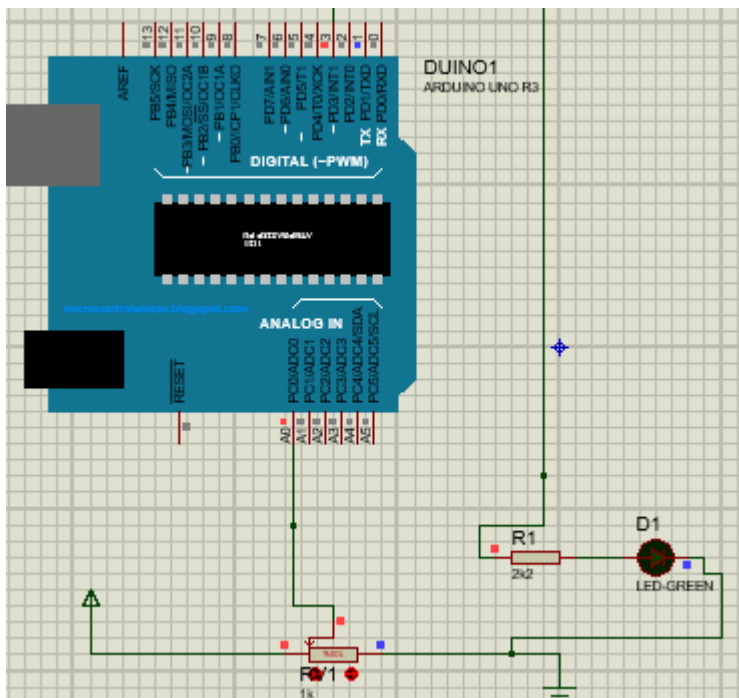 13
12
11
10
9
8
7
6
5
4
3
2
1
0
DUINO1
ARDUINO UNO R3
AREF
PB5/SCK
PB4/MISO
~PB3/MOSI/OC2A
~PB2/SS/OC1B
~PB1/OC1A
PB0/ICP1/CLKO
PD7/AIN1
~PD6/AIN0
~PD5/T1
PD4/T0/XCK
~PD3/INT1
PD2/INT0
TX PD1/TXD
RX PD0/RXD
DIGITAL (~PWM)
microcontrolandos.blogspot.com
ANALOG IN
RESET
PC0/ADC0
PC1/ADC1
PC2/ADC2
PC3/ADC3
PC4/ADC4/SDA
PC5/ADC5/SCL
A0
A1
A2
A3
A4
A5
R1
2k2
D1
LED-GREEN
1k